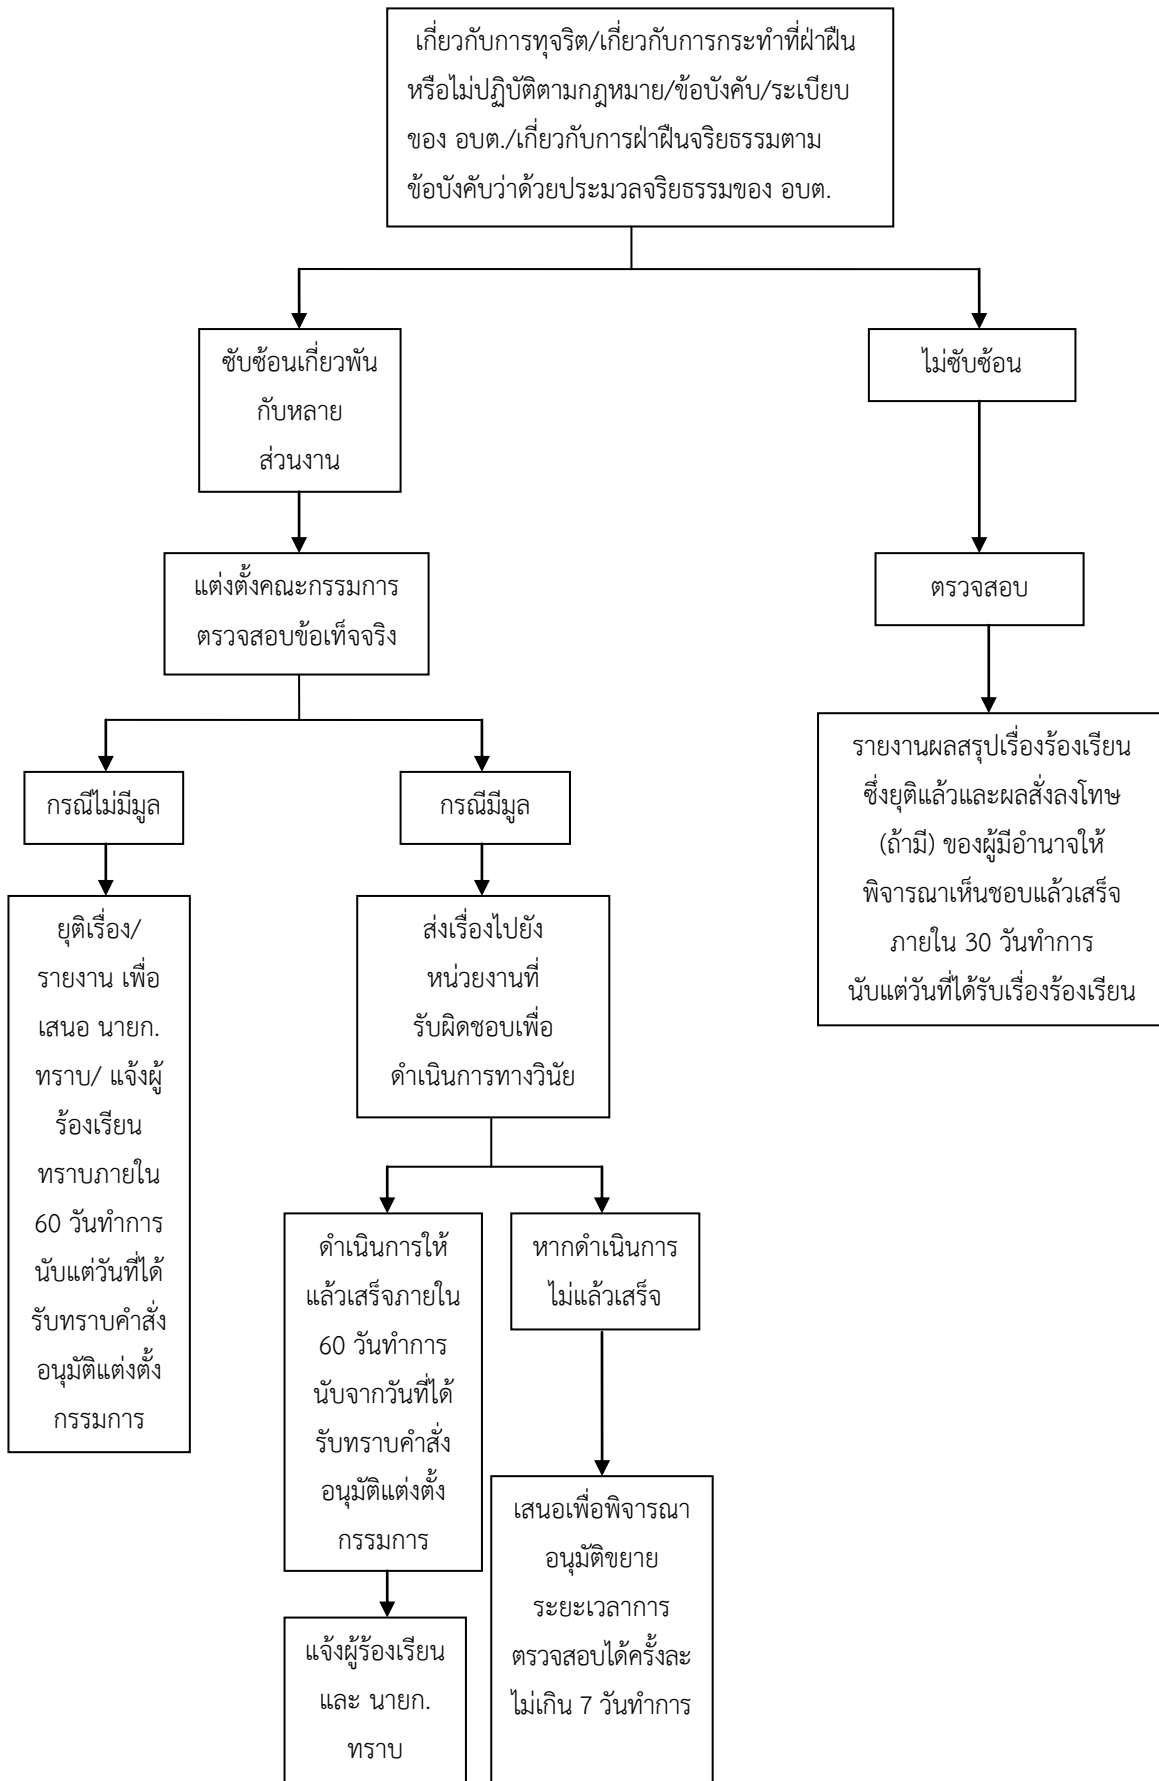 เกี่ยวกับการทุจริต/เกี่ยวกับการกระทำที่ฝ่าฝืน
หรือไม่ปฏิบัติตามกฎหมาย/ข้อบังคับ/ระเบียบ
ของ อบต./เกี่ยวกับการฝ่าฝืนจริยธรรมตาม
ข้อบังคับว่าด้วยประมวลจริยธรรมของ อบต.
ซับซ้อนเกี่ยวพัน
กับหลาย
ส่วนงาน
ไม่ซับซ้อน
แต่งตั้งคณะกรรมการ
ตรวจสอบข้อเท็จจริง
ตรวจสอบ
กรณีไม่มีมูล
กรณีมีมูล
รายงานผลสรุปเรื่องร้องเรียน
ซึ่งยุติแล้วและผลสั่งลงโทษ
(ถ้ามี) ของผู้มีอำนาจให้
พิจารณาเห็นชอบแล้วเสร็จ
ภายใน 30 วันทำการ
นับแต่วันที่ได้รับเรื่องร้องเรียน
ยุติเรื่อง/
รายงาน เพื่อ
เสนอ นายก.
ทราบ/ แจ้งผู้
ร้องเรียน
ทราบภายใน
60 วันทำการ
นับแต่วันที่ได้
รับทราบคำสั่ง
อนุมัติแต่งตั้ง
กรรมการ
ส่งเรื่องไปยัง
หน่วยงานที่
รับผิดชอบเพื่อ
ดำเนินการทางวินัย
ดำเนินการให้
แล้วเสร็จภายใน
60 วันทำการ
นับจากวันที่ได้
รับทราบคำสั่ง
อนุมัติแต่งตั้ง
กรรมการ
หากดำเนินการ
ไม่แล้วเสร็จ
เสนอเพื่อพิจารณา
อนุมัติขยาย
ระยะเวลาการ
ตรวจสอบได้ครั้งละ
ไม่เกิน 7 วันทำการ
แจ้งผู้ร้องเรียน
และ นายก.
ทราบ